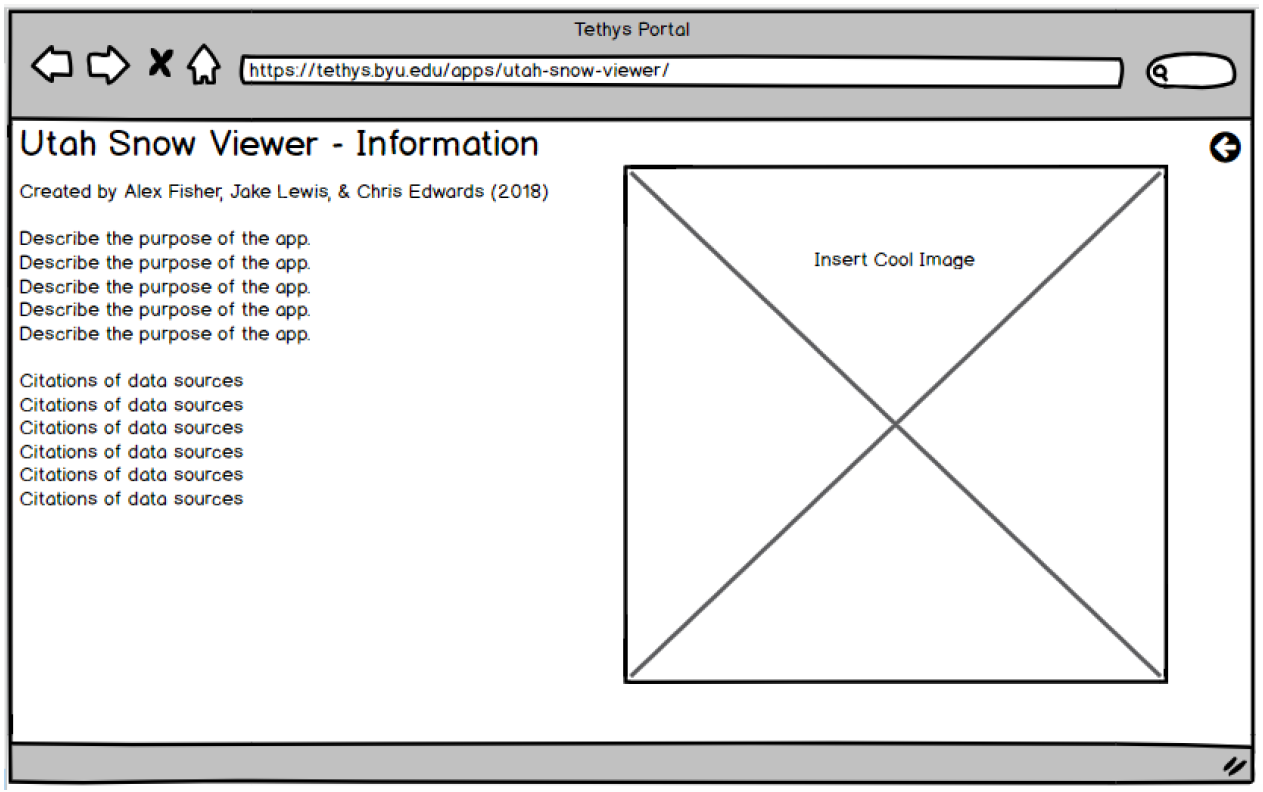 Tethys Portal
https://tethys.byu.edu/apps/utah-snow-viewer/
Utah Snow Viewer - Information
Created by Alex Fisher, Jake Lewis, & Chris Edwards (2018)
Describe the purpose of the app.
Describe the purpose of the app.
Describe the purpose of the app.
Describe the purpose of the app.
Describe the purpose of the app.
Citations of data sources
Citations of data sources
Citations of data sources
Citations of data sources
Citations of data sources
Citations of data sources
Insert Cool Image